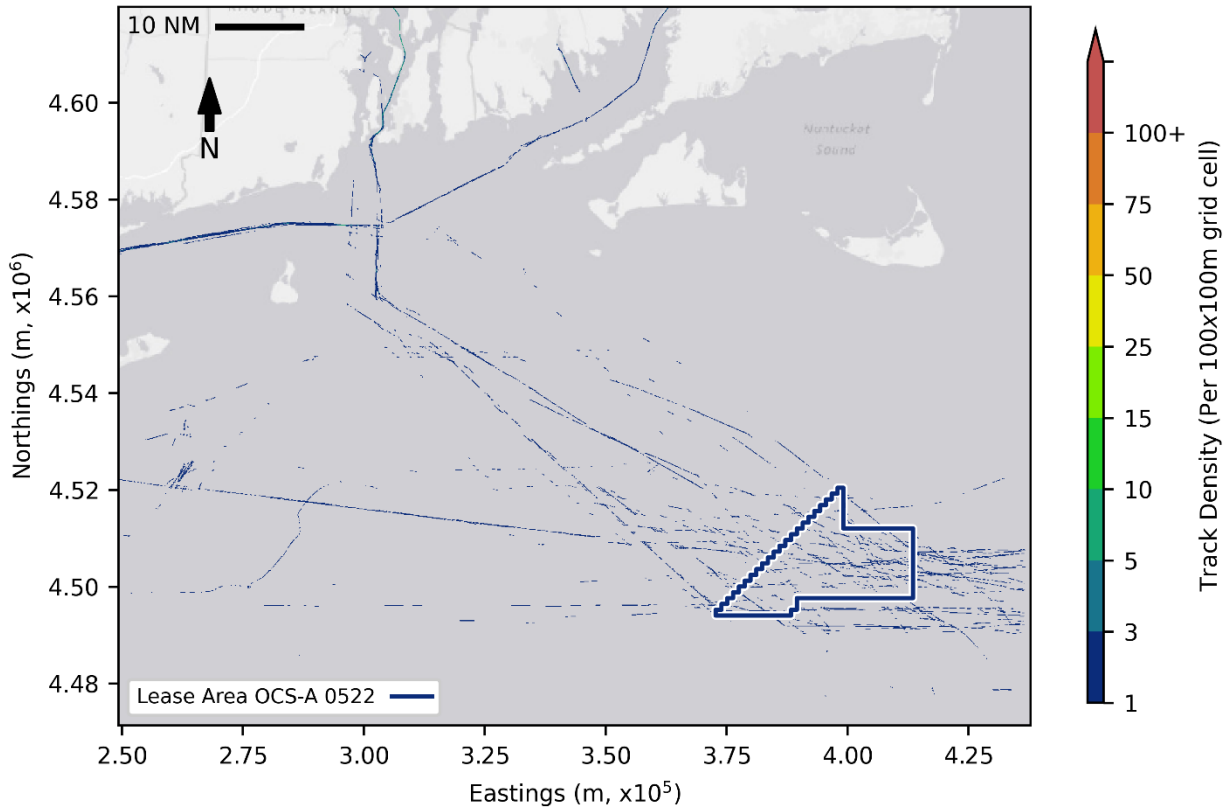 RHODE ISLAND
10 NM
N
Nantucket
Sound
4.60
4.58
4.56
4.54
4.52
4.50
4.48
Northings (m, x10⁶)
Lease Area OCS-A 0522
2.50 2.75 3.00 3.25 3.50 3.75 4.00 4.25
Eastings (m, x10⁵)
100+
75
50
25
15
10
5
3
1
Track Density (Per 100x100m grid cell)